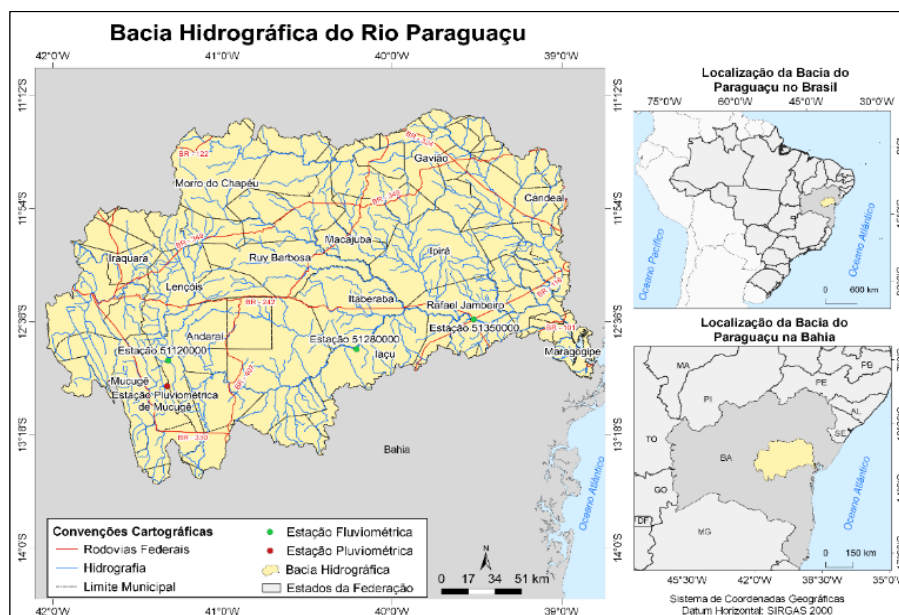 Bacia Hidrográfica do Rio Paraguaçu
42°0'W
41°0'W
40°0'W
39°0'W
11°12'S
11°12'S
BR - 122
BR - 324
Gavião
Morro do Chapéu
Candeal
11°54'S
11°54'S
Macajuba
Ipirá
Iraquara
Ruy Barbosa
Lençóis
Itaberaba
Rafael Jambeiro
BR - 242
12°36'S
12°36'S
BR - 101
Andaraí
Estação 51350000
Estação 51280000
Estação 51120000
Iaçu
Maragogipe
Mucugê
Estação Pluviométrica
de Mucugê
13°18'S
13°18'S
BR - 330
Bahia
Oceano Atlântico
14°0'S
14°0'S
Convenções Cartográficas
Rodovias Federais
Hidrografia
Limite Municipal
Estação Fluviométrica
Estação Pluviométrica
Bacia Hidrográfica
Estados da Federação
N
0 17 34 51 km
Localização da Bacia do
Paraguaçu no Brasil
75°0'W
60°0'W
45°0'W
30°0'W
Oceano Pacífico
Oceano Atlântico
0 600 km
Localização da Bacia do
Paraguaçu na Bahia
MA
PB
PI
PE
AL
SE
TO
BA
GO
DF
MG
Oceano Atlântico
0 150 km
45°30'W
42°0'W
38°30'W
35°0'W
Sistema de Coordenadas Geográficas
Datum Horizontal: SIRGAS 2000